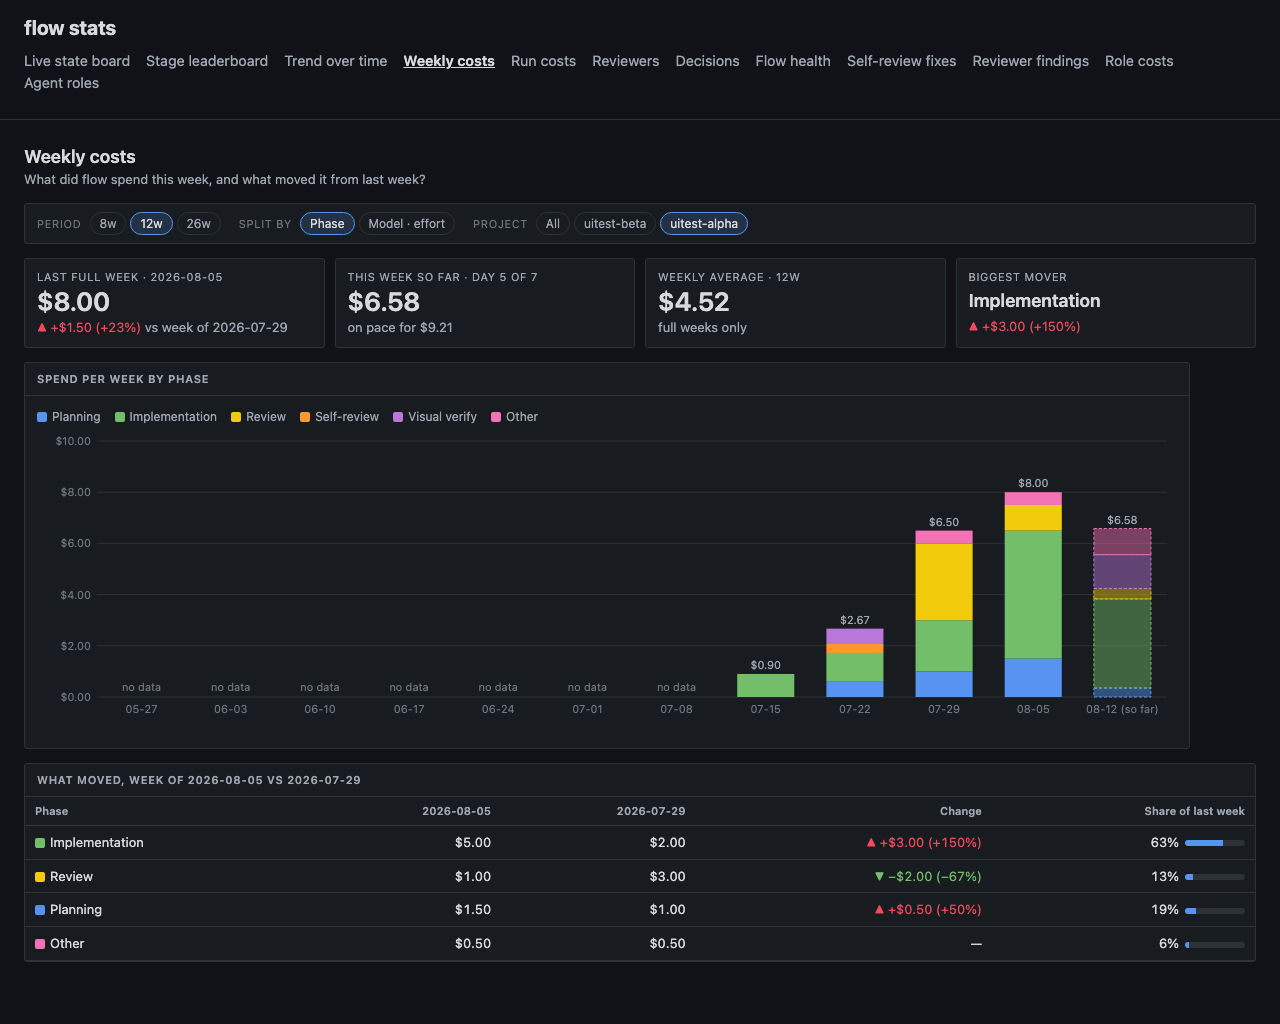 flow stats
Live state board Stage leaderboard Trend over time Weekly costs Run costs Reviewers Decisions Flow health Self-review fixes Reviewer findings Role costs
Agent roles
Weekly costs
What did flow spend this week, and what moved it from last week?
PERIOD 8w 12w 26w SPLIT BY Phase Model · effort PROJECT All uitest-beta uitest-alpha
LAST FULL WEEK · 2026-08-05
$8.00
▲ +$1.50 (+23%) vs week of 2026-07-29
THIS WEEK SO FAR · DAY 5 OF 7
$6.58
on pace for $9.21
WEEKLY AVERAGE · 12W
$4.52
full weeks only
BIGGEST MOVER
Implementation
▲ +$3.00 (+150%)
SPEND PER WEEK BY PHASE
Planning Implementation Review Self-review Visual verify Other
$10.00
$8.00
$6.00
$4.00
$2.00
$0.00
no data no data no data no data no data no data no data $0.90 $2.67 $6.50 $8.00 $6.58
05-27 06-03 06-10 06-17 06-24 07-01 07-08 07-15 07-22 07-29 08-05 08-12 (so far)
WHAT MOVED, WEEK OF 2026-08-05 VS 2026-07-29
Phase 2026-08-05 2026-07-29 Change Share of last week
Implementation $5.00 $2.00 ▲ +$3.00 (+150%) 63%
Review $1.00 $3.00 ▼ −$2.00 (−67%) 13%
Planning $1.50 $1.00 ▲ +$0.50 (+50%) 19%
Other $0.50 $0.50 — 6%